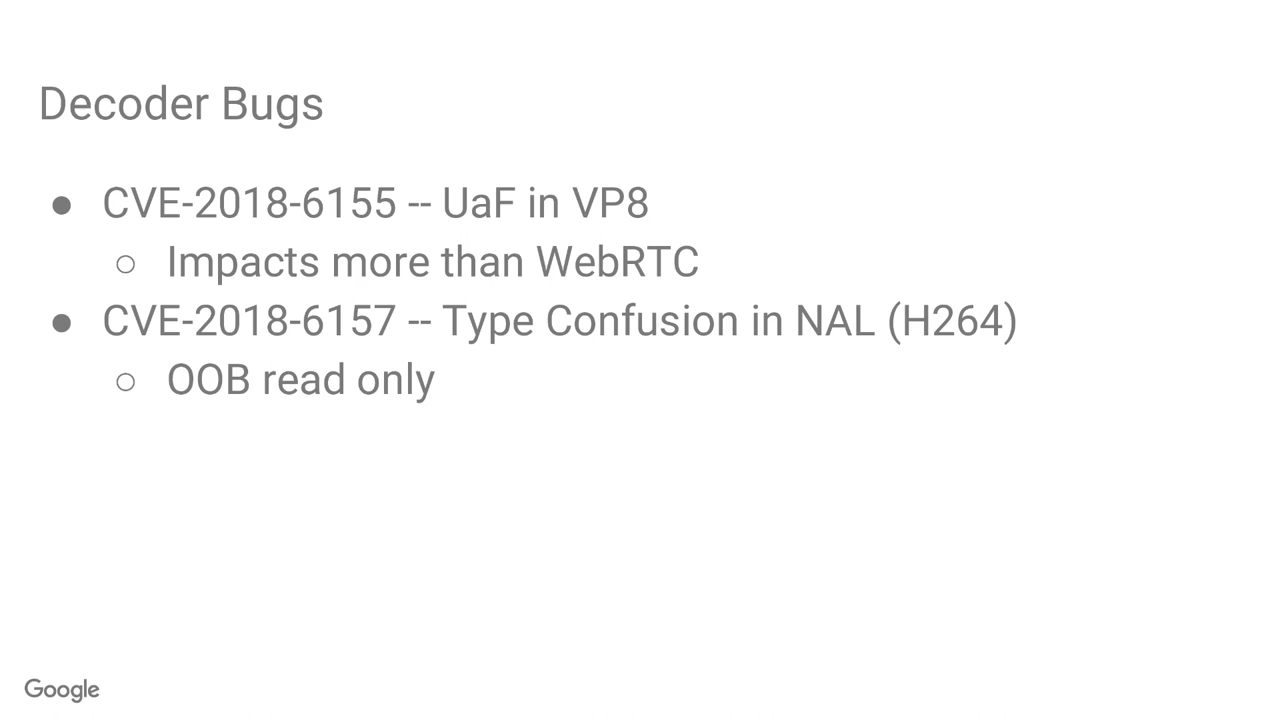 Decoder Bugs
● CVE-2018-6155 -- UaF in VP8
○ Impacts more than WebRTC
● CVE-2018-6157 -- Type Confusion in NAL (H264)
○ OOB read only
Google